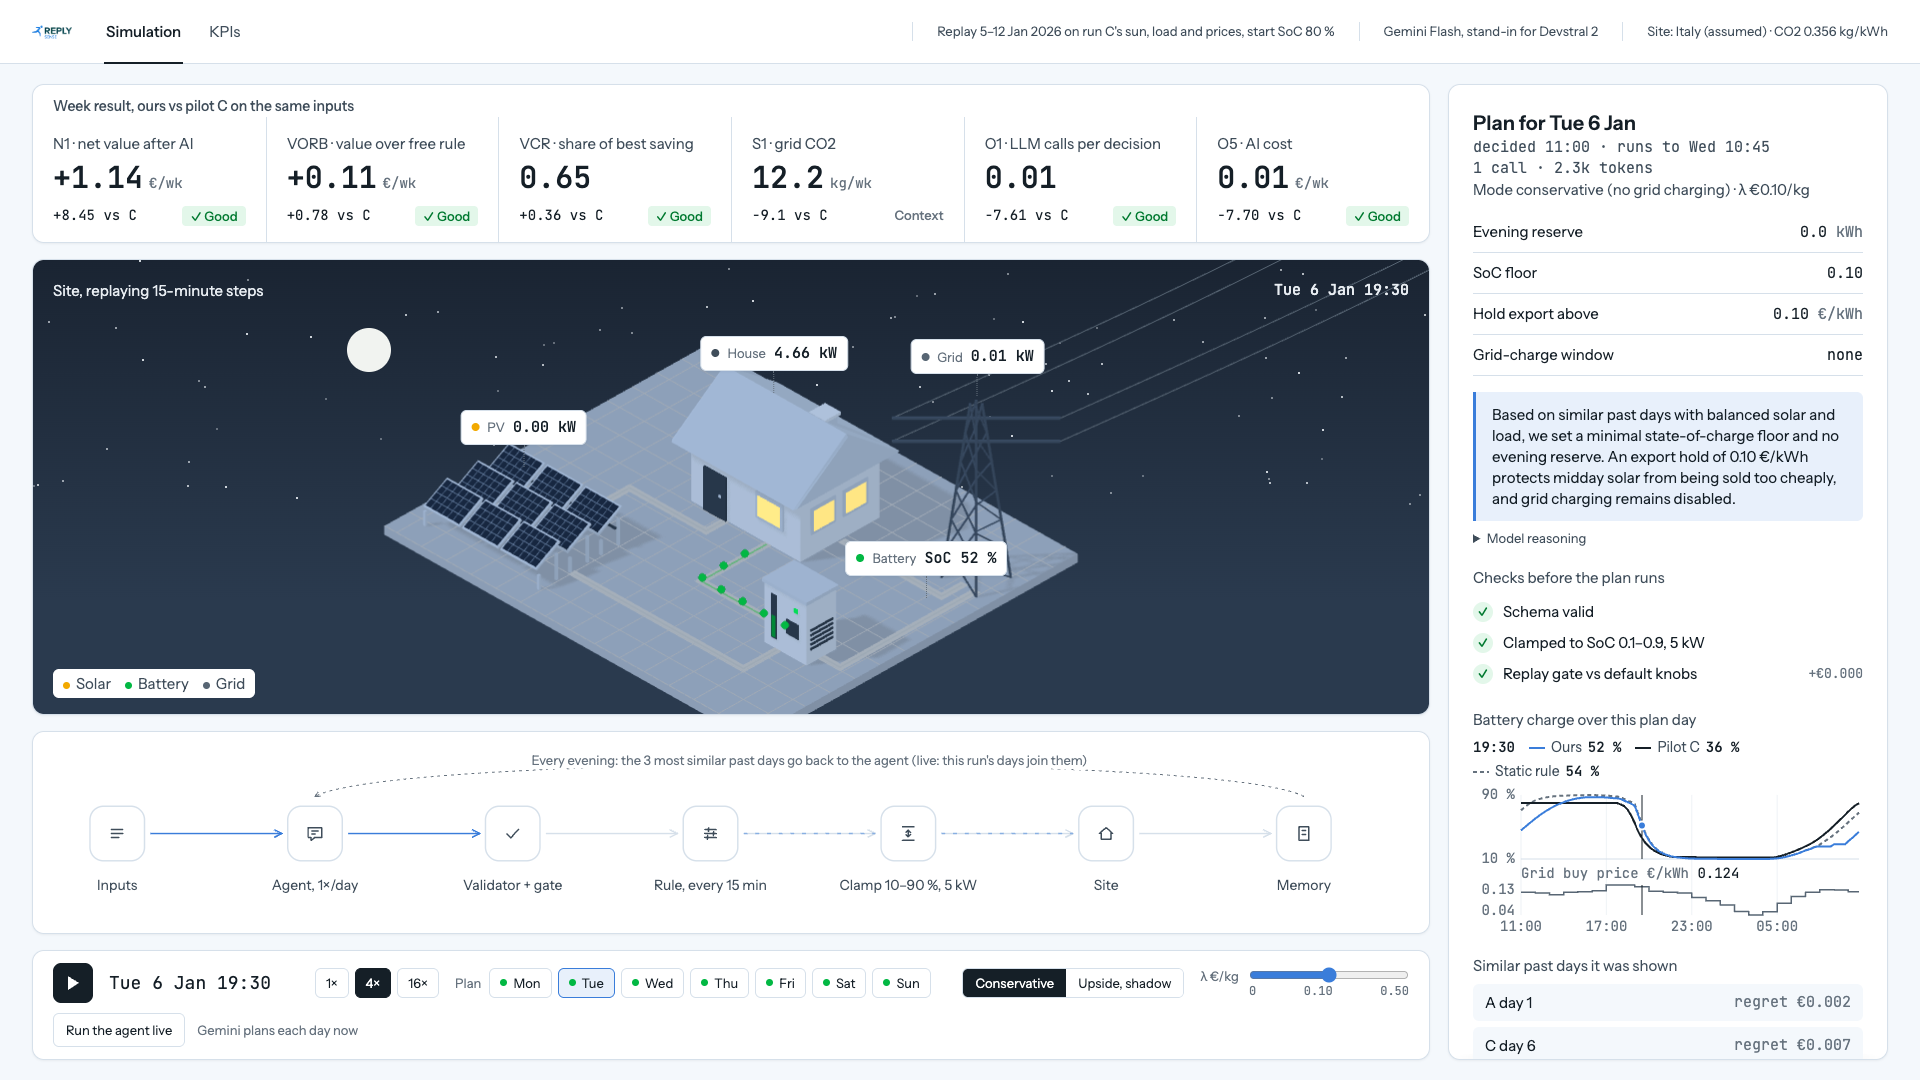 REPLY
Simulation
KPIs
Replay 5–12 Jan 2026 on run C's sun, load and prices, start SoC 80 %
Gemini Flash, stand-in for Devstral 2
Site: Italy (assumed) · CO2 0.356 kg/kWh
Week result, ours vs pilot C on the same inputs
N1 · net value after AI
+1.14 €/wk
+8.45 vs C
Good
VORB · value over free rule
+0.11 €/wk
+0.78 vs C
Good
VCR · share of best saving
0.65
+0.36 vs C
Good
S1 · grid CO2
12.2 kg/wk
-9.1 vs C
Context
O1 · LLM calls per decision
0.01
-7.61 vs C
Good
O5 · AI cost
0.01 €/wk
-7.70 vs C
Good
Site, replaying 15-minute steps
Tue 6 Jan 19:30
House 4.66 kW
Grid 0.01 kW
PV 0.00 kW
Battery SoC 52 %
Solar
Battery
Grid
Every evening: the 3 most similar past days go back to the agent (live: this run's days join them)
Inputs
Agent, 1×/day
Validator + gate
Rule, every 15 min
Clamp 10–90 %, 5 kW
Site
Memory
Tue 6 Jan 19:30
1×
4×
16×
Plan
Mon
Tue
Wed
Thu
Fri
Sat
Sun
Conservative
Upside, shadow
λ €/kg
0
0.10
0.50
Run the agent live
Gemini plans each day now
Plan for Tue 6 Jan
decided 11:00 · runs to Wed 10:45
1 call · 2.3k tokens
Mode conservative (no grid charging) · λ €0.10/kg
Evening reserve 0.0 kWh
SoC floor 0.10
Hold export above 0.10 €/kWh
Grid-charge window none
Based on similar past days with balanced solar and
load, we set a minimal state-of-charge floor and no
evening reserve. An export hold of 0.10 €/kWh
protects midday solar from being sold too cheaply,
and grid charging remains disabled.
Model reasoning
Checks before the plan runs
Schema valid
Clamped to SoC 0.1–0.9, 5 kW
Replay gate vs default knobs +€0.000
Battery charge over this plan day
19:30 Ours 52 % Pilot C 36 %
Static rule 54 %
90 %
10 %
Grid buy price €/kWh 0.124
0.13
0.04
11:00 17:00 23:00 05:00
Similar past days it was shown
A day 1 regret €0.002
C day 6 regret €0.007